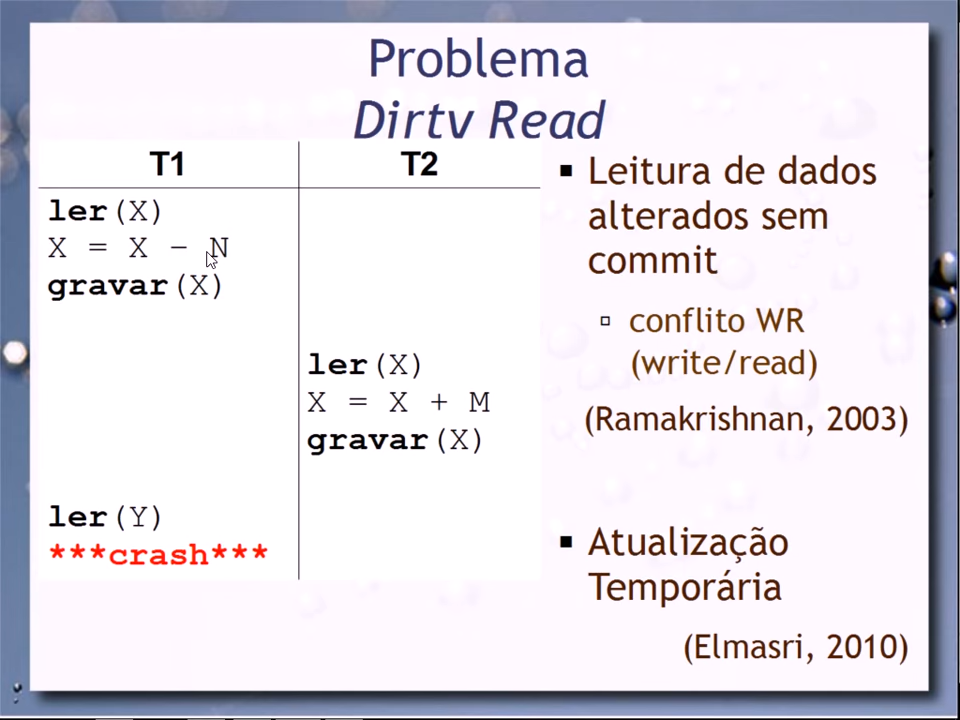 Problema
Dirty Read
T1 T2
ler(X)
X = X − N
gravar(X)
ler(X)
X = X + M
gravar(X)
ler(Y)
***crash***
▪ Leitura de dados
alterados sem
commit
▫ conflito WR
(write/read)
(Ramakrishnan, 2003)
▪ Atualização
Temporária
(Elmasri, 2010)